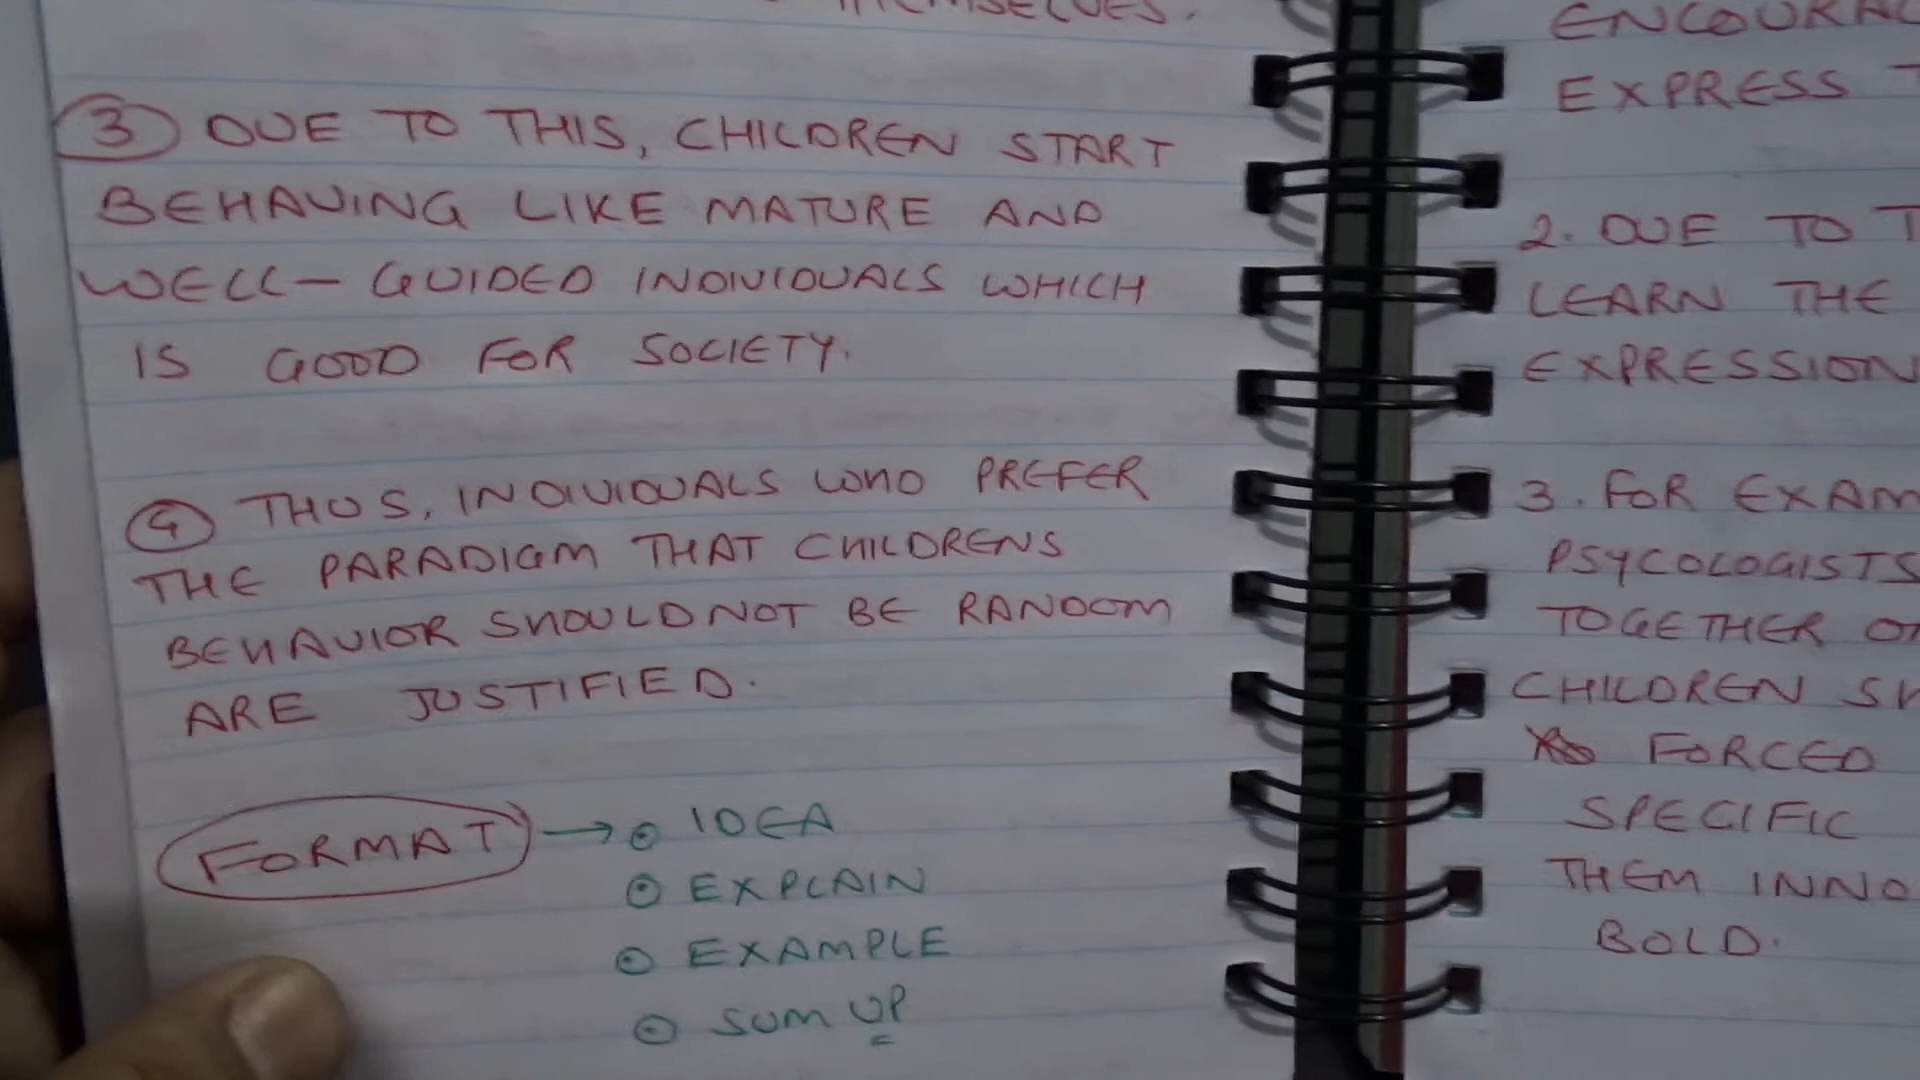 THEMSELVES.
③ DUE TO THIS, CHILDREN START
BEHAVING LIKE MATURE AND
WELL-GUIDED INDIVIDUALS WHICH
IS GOOD FOR SOCIETY.
④ THUS, INDIVIDUALS WHO PREFER
THE PARADIGM THAT CHILDRENS
BEHAVIOR SHOULD NOT BE RANDOM
ARE JUSTIFIED.
FORMAT → ⊙ IDEA
⊙ EXPLAIN
⊙ EXAMPLE
⊙ SUM UP
EXPRESS
2. DUE TO
LEARN THE
EXPRESSION
3. FOR
PSYCOLOGISTS
TOGETHER
CHILDREN
FORCED
SPECIFIC
THEM
BOLD.